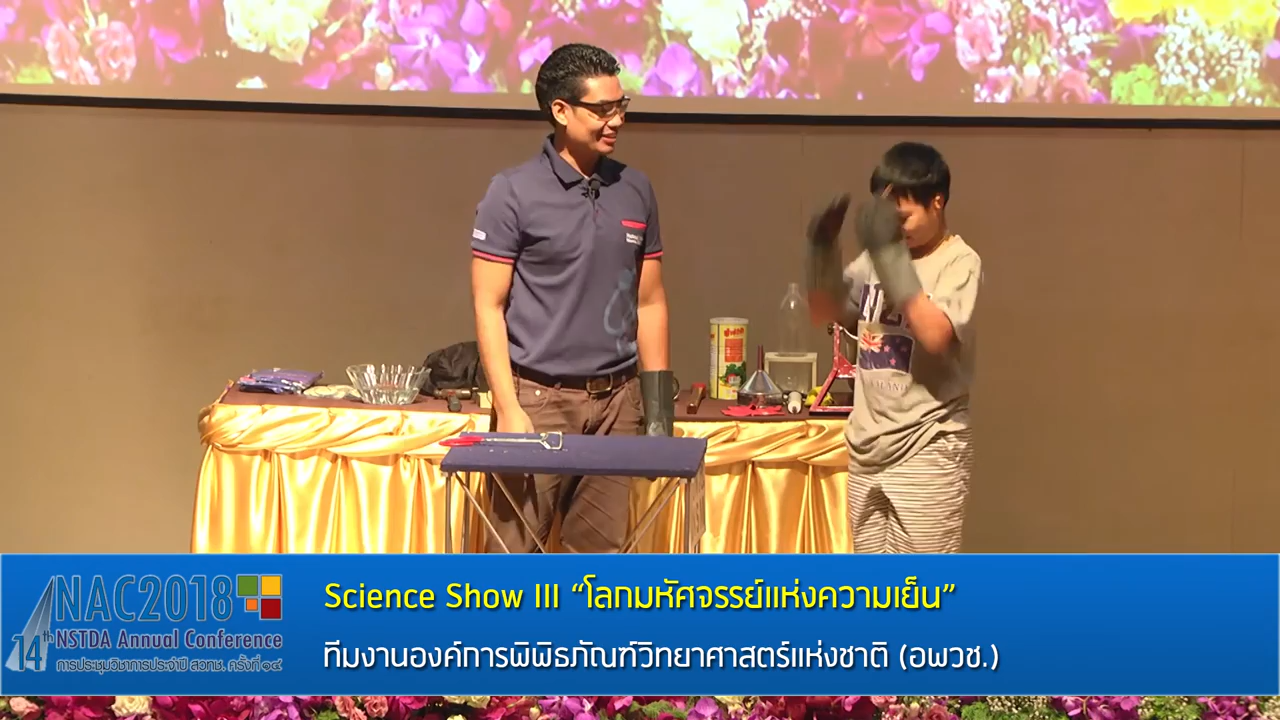 Science Show III “โลกมหัศจรรย์แห่งความเย็น”
ทีมงานองค์การพิพิธภัณฑ์วิทยาศาสตร์แห่งชาติ (อพวช.)
NAC2018
14th NSTDA Annual Conference
การประชุมวิชาการประจำปี สวทช. ครั้งที่ ๑๔